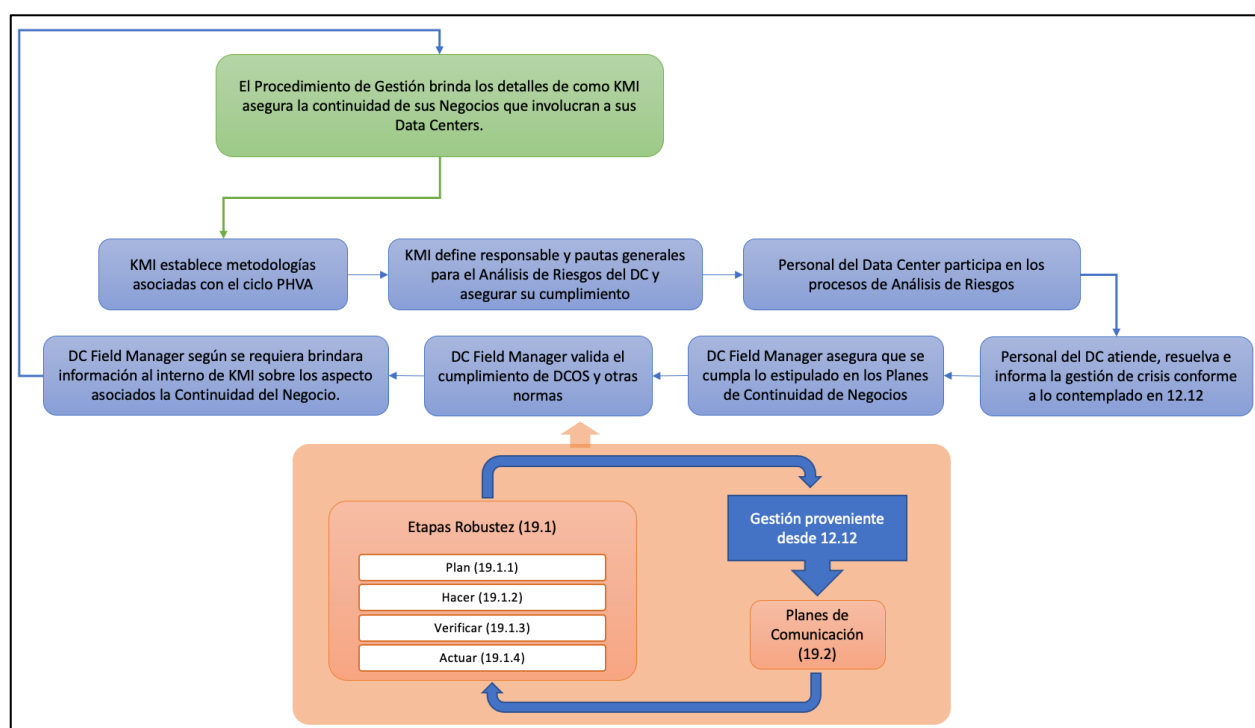 El Procedimiento de Gestión brinda los detalles de como KMI
asegura la continuidad de sus Negocios que involucran a sus
Data Centers.
KMI establece metodologías
asociadas con el ciclo PHVA
KMI define responsable y pautas generales
para el Análisis de Riesgos del DC y
asegurar su cumplimiento
Personal del Data Center participa en los
procesos de Análisis de Riesgos
DC Field Manager según se requiera brindara
información al interno de KMI sobre los aspecto
asociados la Continuidad del Negocio.
DC Field Manager valida el
cumplimiento de DCOS y otras
normas
DC Field Manager asegura que se
cumpla lo estipulado en los Planes
de Continuidad de Negocios
Personal del DC atiende, resuelva e
informa la gestión de crisis conforme
a lo contemplado en 12.12
Etapas Robustez (19.1)
Plan (19.1.1)
Hacer (19.1.2)
Verificar (19.1.3)
Actuar (19.1.4)
Gestión proveniente
desde 12.12
Planes de
Comunicación
(19.2)